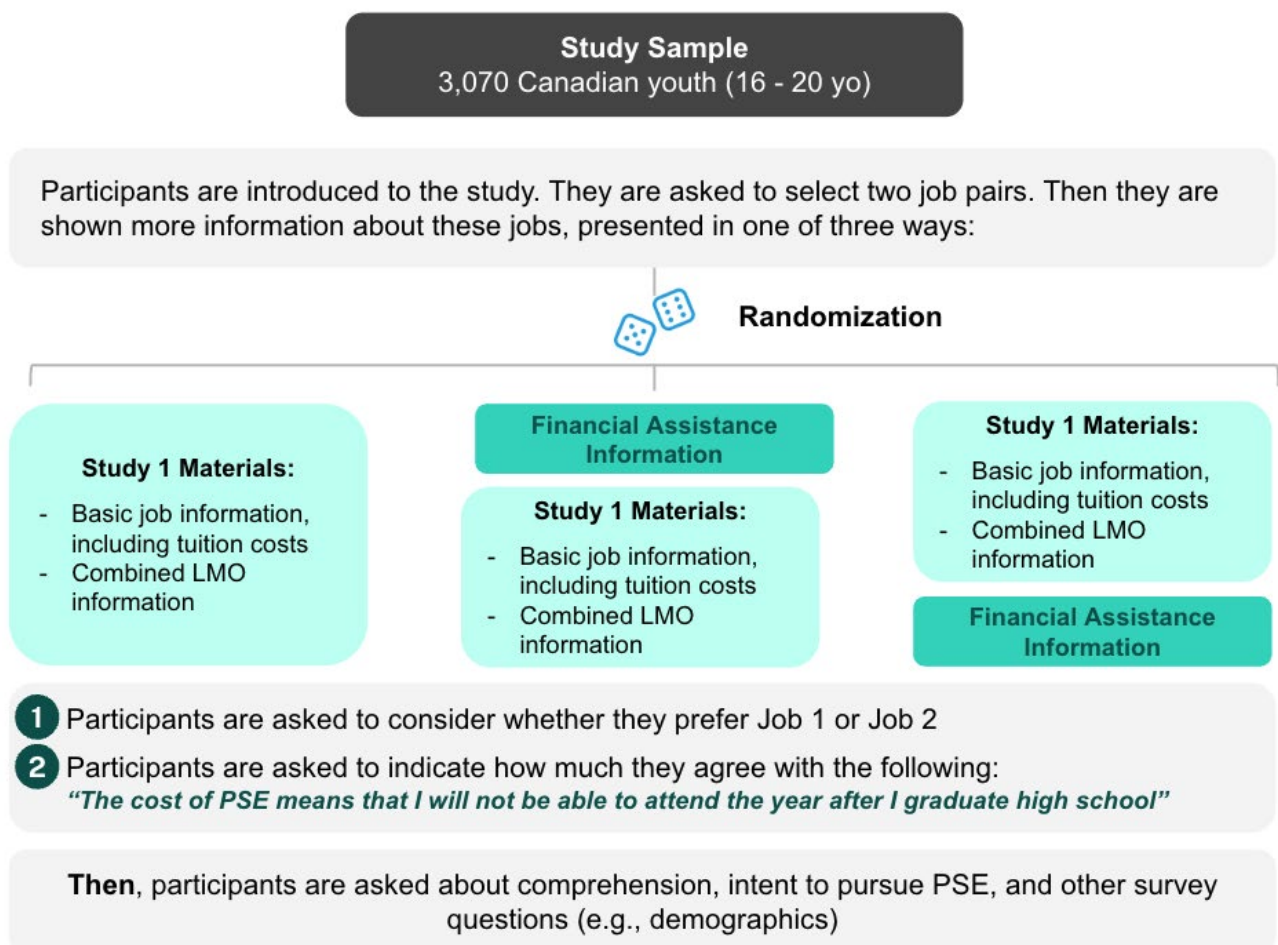 Study Sample
3,070 Canadian youth (16 - 20 yo)
Participants are introduced to the study. They are asked to select two job pairs. Then they are
shown more information about these jobs, presented in one of three ways:
Randomization
Study 1 Materials:
- Basic job information,
including tuition costs
- Combined LMO
information
Financial Assistance
Information
Study 1 Materials:
- Basic job information,
including tuition costs
- Combined LMO
information
Study 1 Materials:
- Basic job information,
including tuition costs
- Combined LMO
information
Financial Assistance
Information
1 Participants are asked to consider whether they prefer Job 1 or Job 2
2 Participants are asked to indicate how much they agree with the following:
“The cost of PSE means that I will not be able to attend the year after I graduate high school”
Then, participants are asked about comprehension, intent to pursue PSE, and other survey
questions (e.g., demographics)